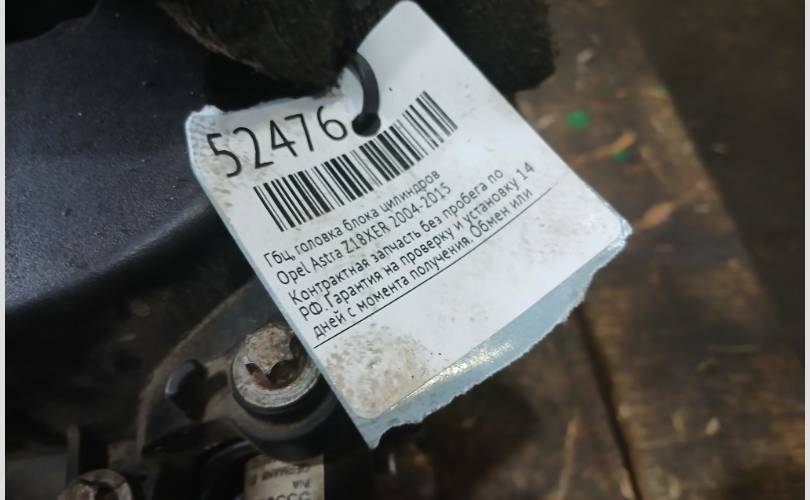 52476
Гбц, головка блока цилиндров
Opel Astra Z18XER 2004-2015
Контрактная запчасть без пробега по
РФ.Гарантия на проверку и установку 14
дней с момента получения. Обмен или